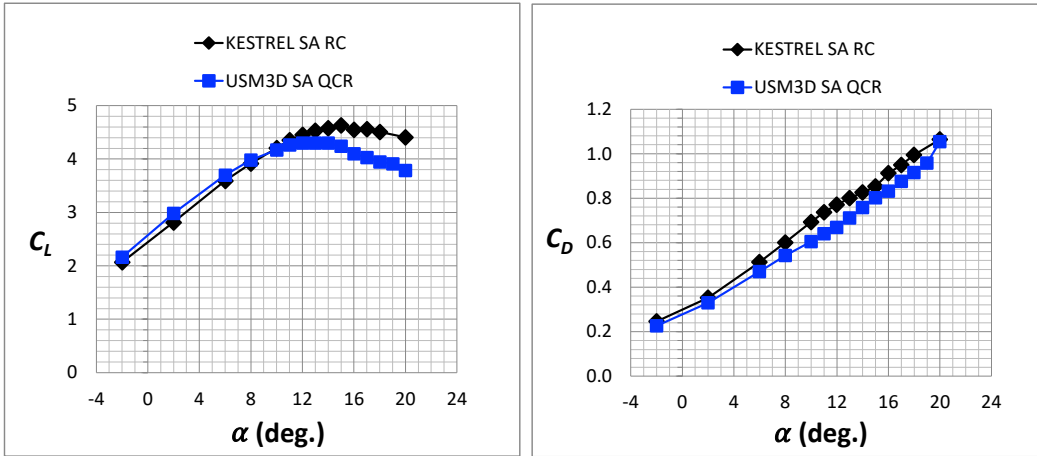 KESTREL SA RC
USM3D SA QCR
5
4
3
2
1
0
C_L
-4 0 4 8 12 16 20 24
α (deg.)
KESTREL SA RC
USM3D SA QCR
1.2
1.0
0.8
0.6
0.4
0.2
0.0
C_D
-4 0 4 8 12 16 20 24
α (deg.)